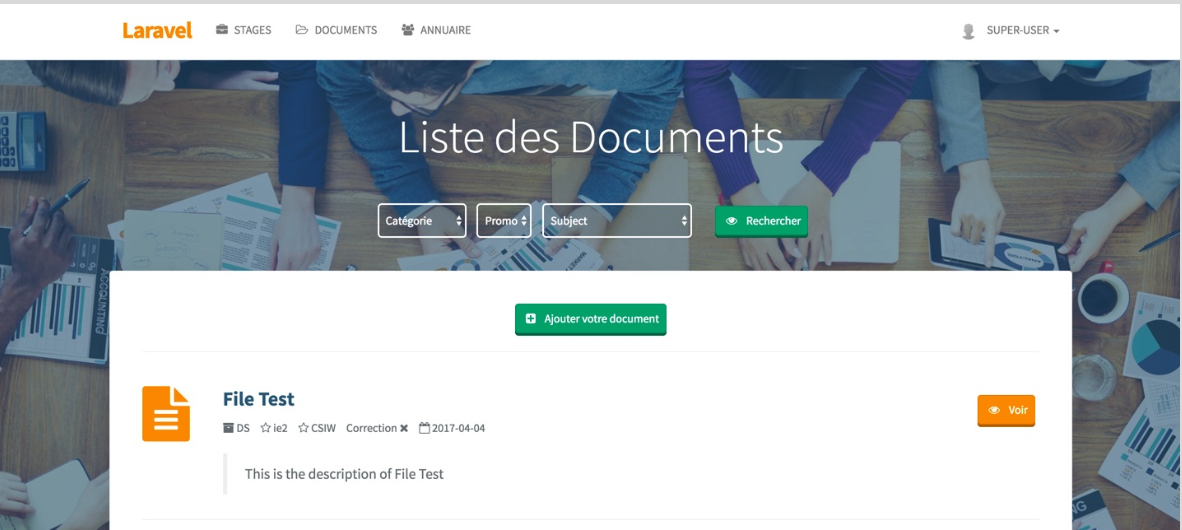 Laravel STAGES DOCUMENTS ANNUAIRE SUPER-USER
Liste des Documents
Catégorie Promo Subject Rechercher
ACCOUNTING
Ajouter votre document
File Test
Voir
DS ie2 CSIW Correction 2017-04-04
This is the description of File Test